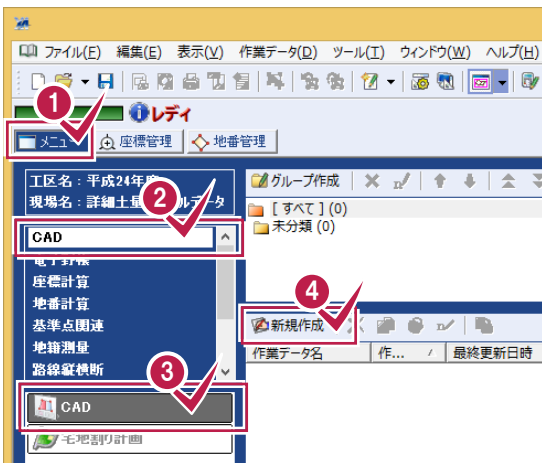 ファイル(F) 編集(E) 表示(V) 作業データ(D) ツール(T) ウィンドウ(W) ヘルプ(H)
レディ
1
メニュー 座標管理 地番管理
工区名：平成24年度
現場名：詳細土量 ルデータ
2
グループ作成
[ すべて ] (0)
未分類 (0)
CAD
電子野帳
座標計算
地番計算
基準点関連
地籍測量
路線縦横断
4
新規作成
作業データ名 作... 最終更新日時
3
CAD
宅地割り計画